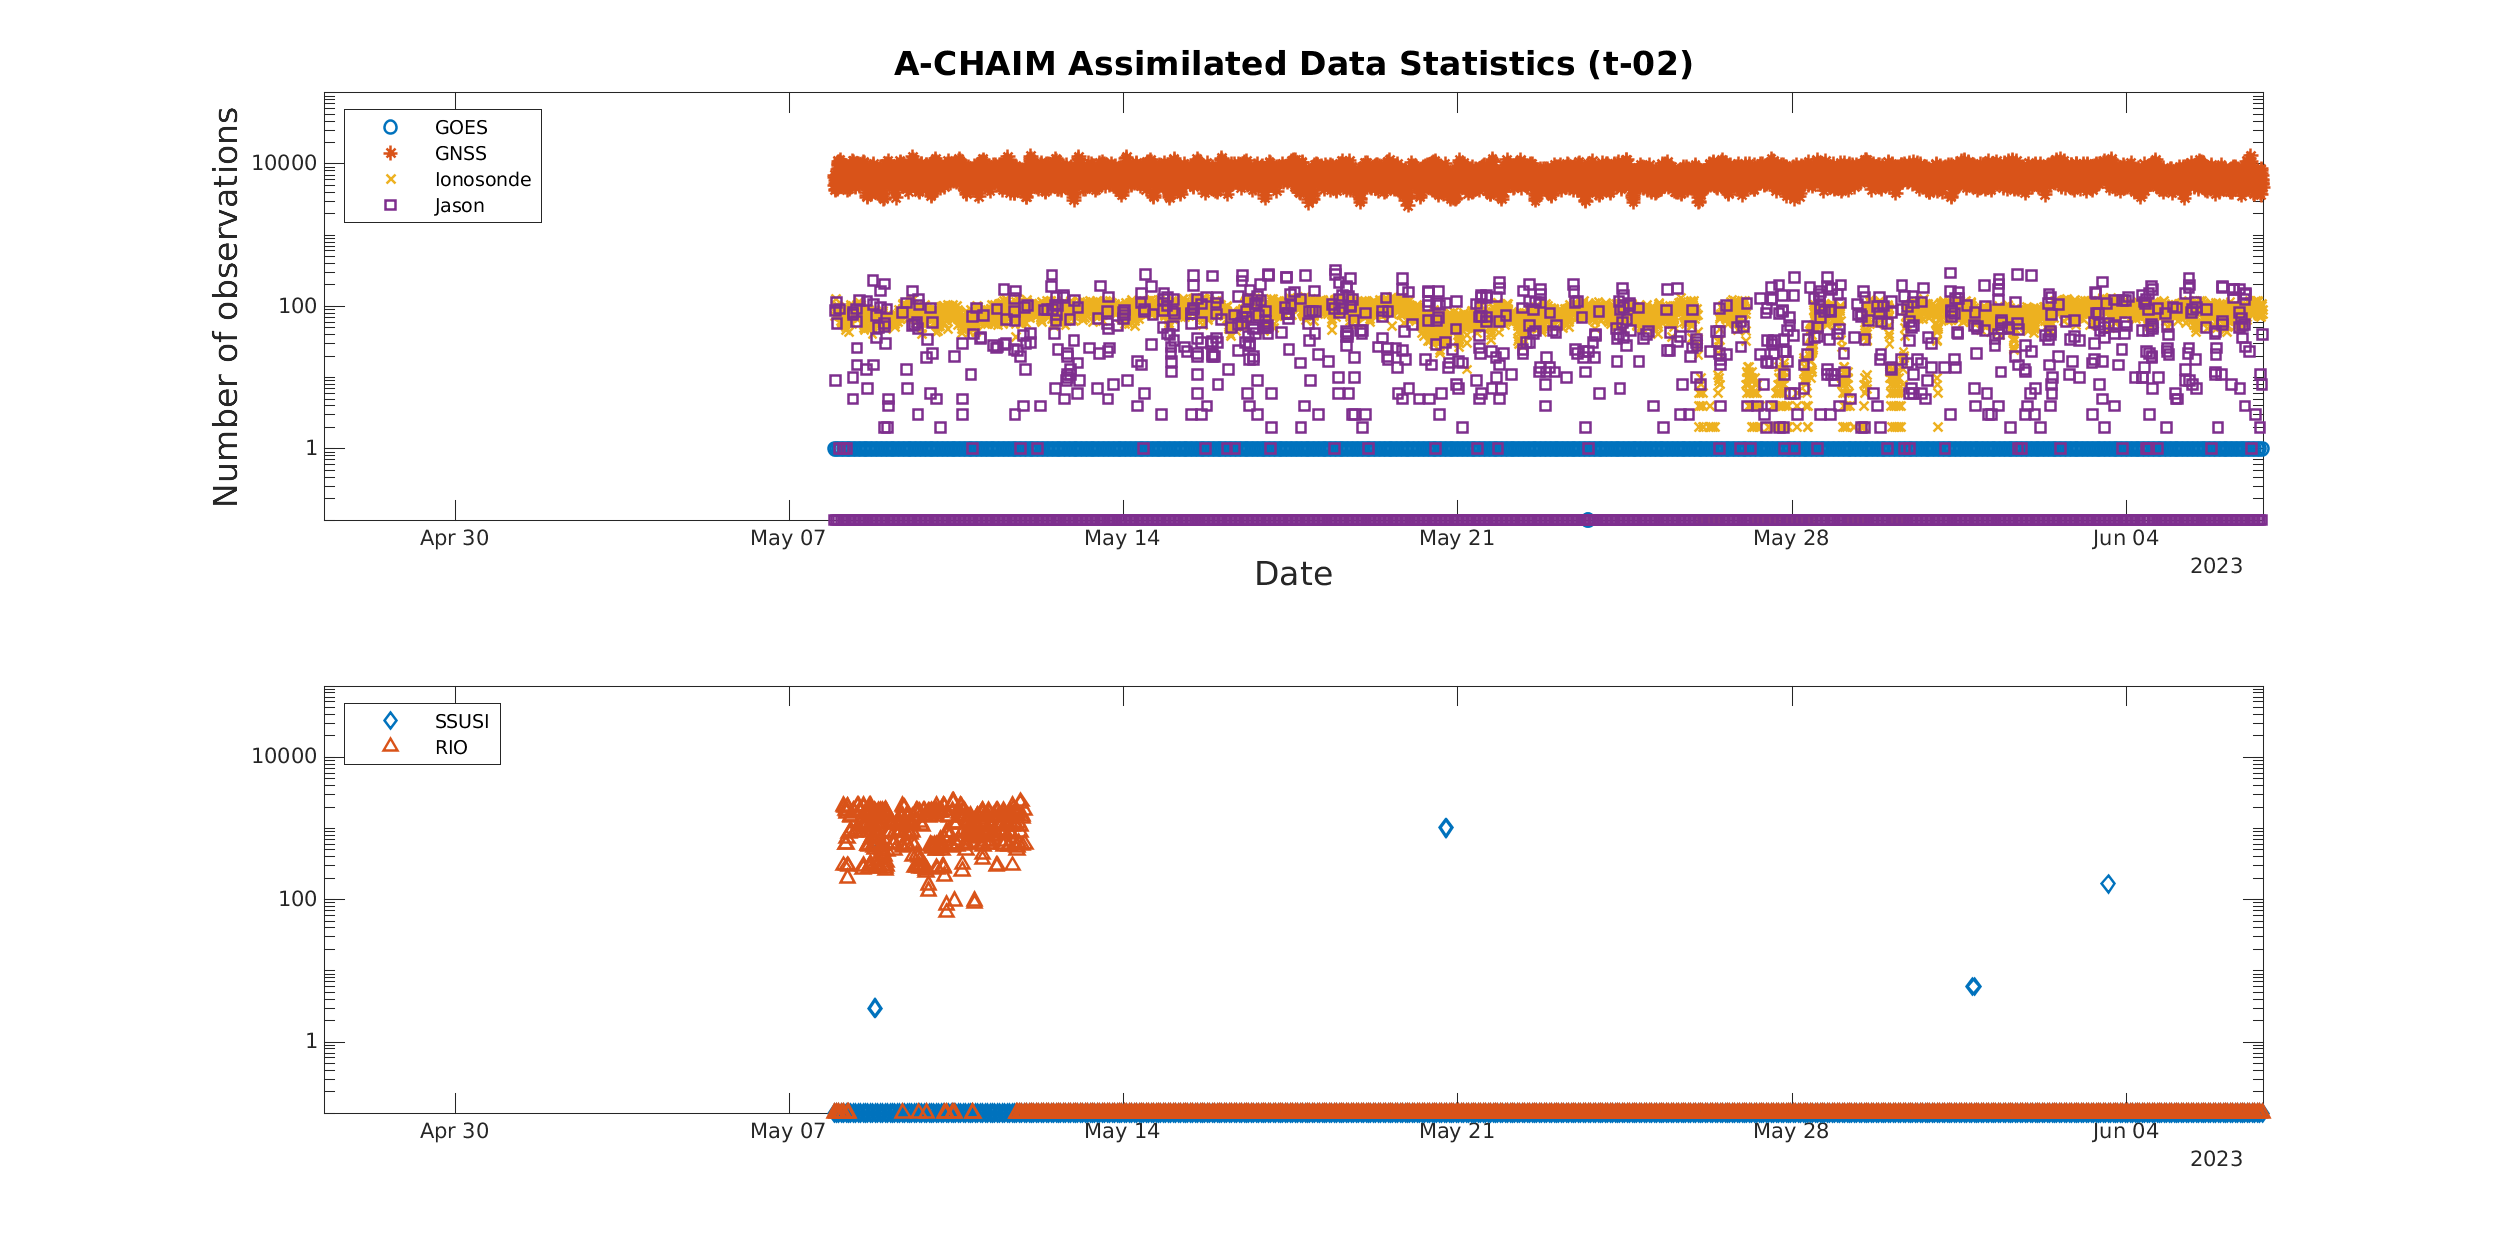 A-CHAIM Assimilated Data Statistics (t-02)
Number of observations
10000
100
1
GOES
GNSS
Ionosonde
Jason
Apr 30
May 07
May 14
May 21
May 28
Jun 04
2023
Date
10000
100
1
SSUSI
RIO
Apr 30
May 07
May 14
May 21
May 28
Jun 04
2023